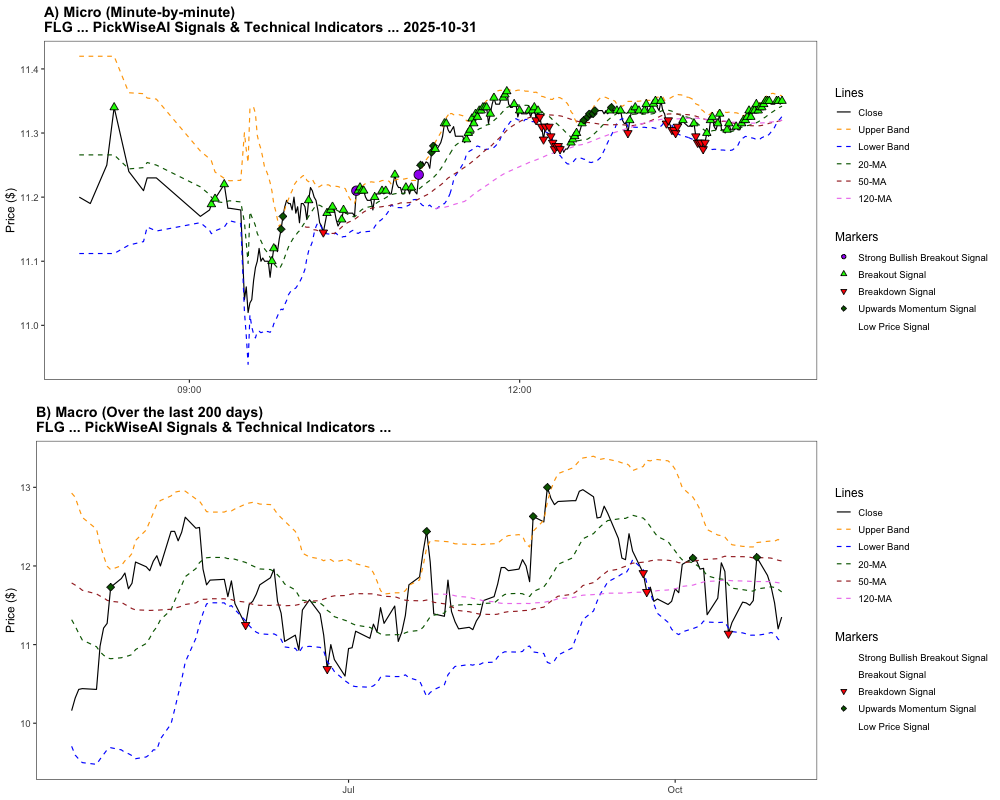 A) Micro (Minute-by-minute)
FLG ... PickWiseAI Signals & Technical Indicators ... 2025-10-31
Price ($)
11.4
11.3
11.2
11.1
11.0
09:00
12:00
Lines
Close
Upper Band
Lower Band
20-MA
50-MA
120-MA
Markers
Strong Bullish Breakout Signal
Breakout Signal
Breakdown Signal
Upwards Momentum Signal
Low Price Signal
B) Macro (Over the last 200 days)
FLG ... PickWiseAI Signals & Technical Indicators ...
Price ($)
13
12
11
10
Jul
Oct
Lines
Close
Upper Band
Lower Band
20-MA
50-MA
120-MA
Markers
Strong Bullish Breakout Signal
Breakout Signal
Breakdown Signal
Upwards Momentum Signal
Low Price Signal